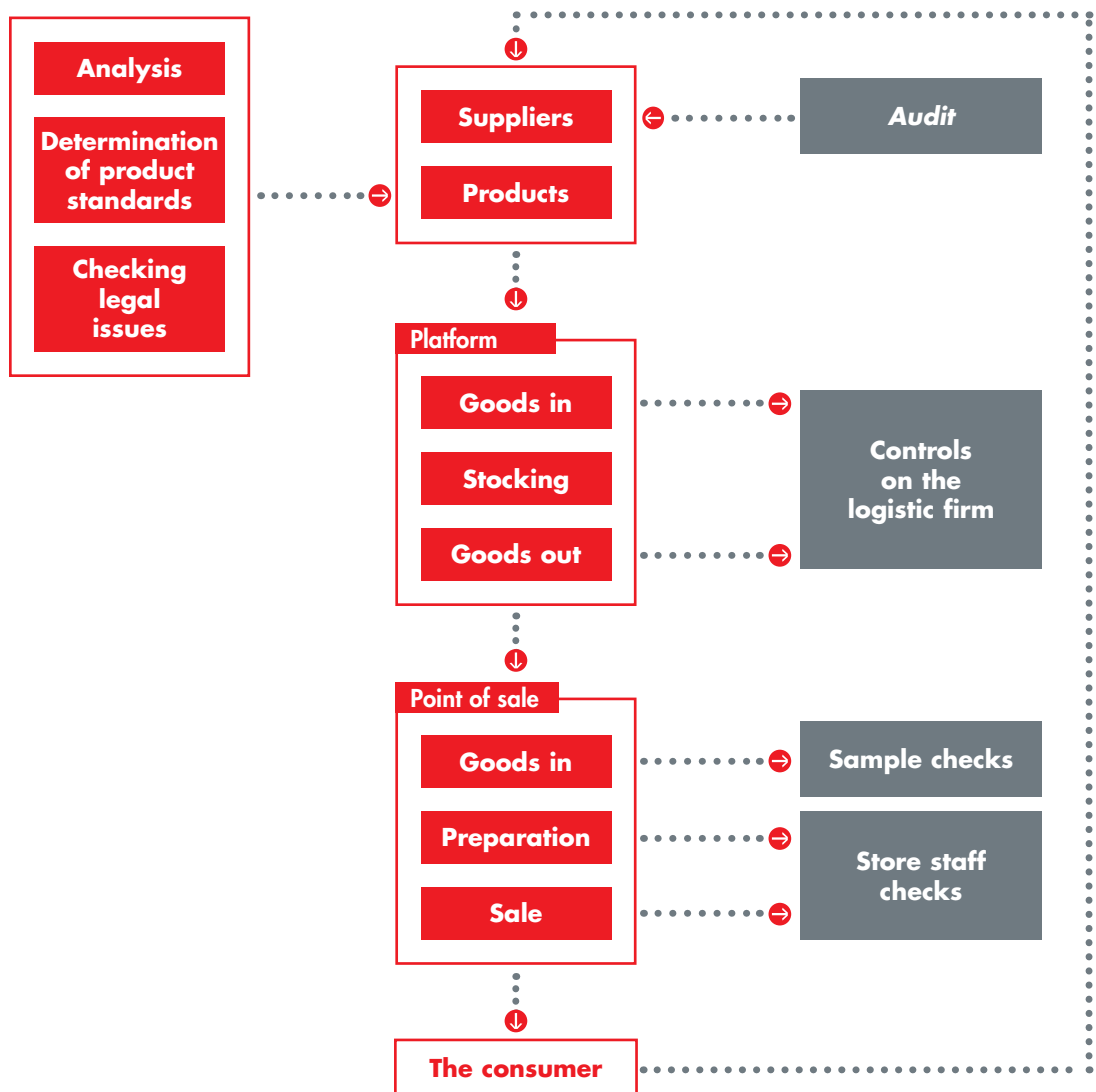 Analysis
Determination
of product
standards
Checking
legal
issues
Suppliers
Products
Audit
Platform
Goods in
Stocking
Goods out
Controls
on the
logistic firm
Point of sale
Goods in
Preparation
Sale
Sample checks
Store staff
checks
The consumer